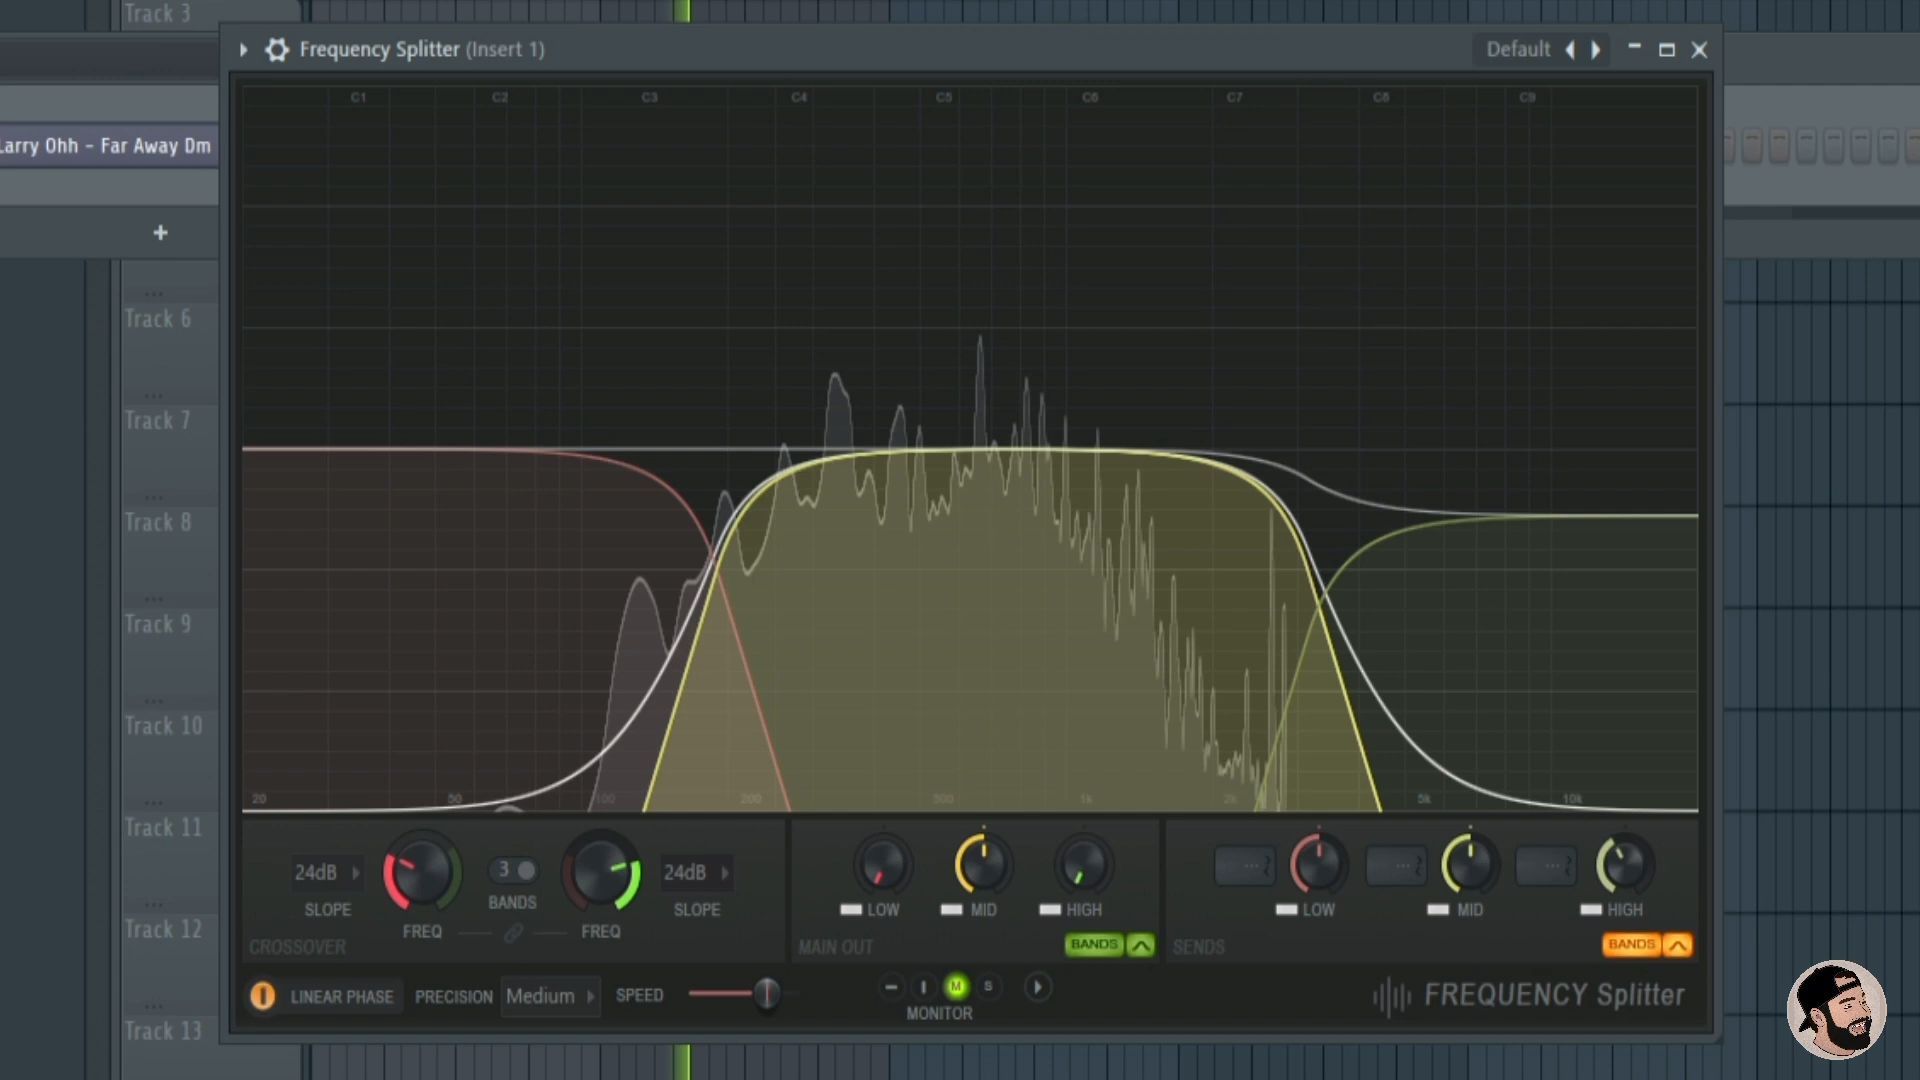 Track 3
Frequency Splitter (Insert 1)
Default
C1 C2 C3 C4 C5 C6 C7 C8 C9
Larry Ohh - Far Away Dm
+
Track 6
Track 7
Track 8
Track 9
Track 10
Track 11
Track 12
Track 13
20 50 100 200 500 1k 2k 5k 10k
24dB
SLOPE
FREQ
3
BANDS
FREQ
24dB
SLOPE
CROSSOVER
LOW MID HIGH
MAIN OUT
BANDS
LOW MID HIGH
SENDS
BANDS
LINEAR PHASE
PRECISION Medium
SPEED
M S
MONITOR
FREQUENCY Splitter